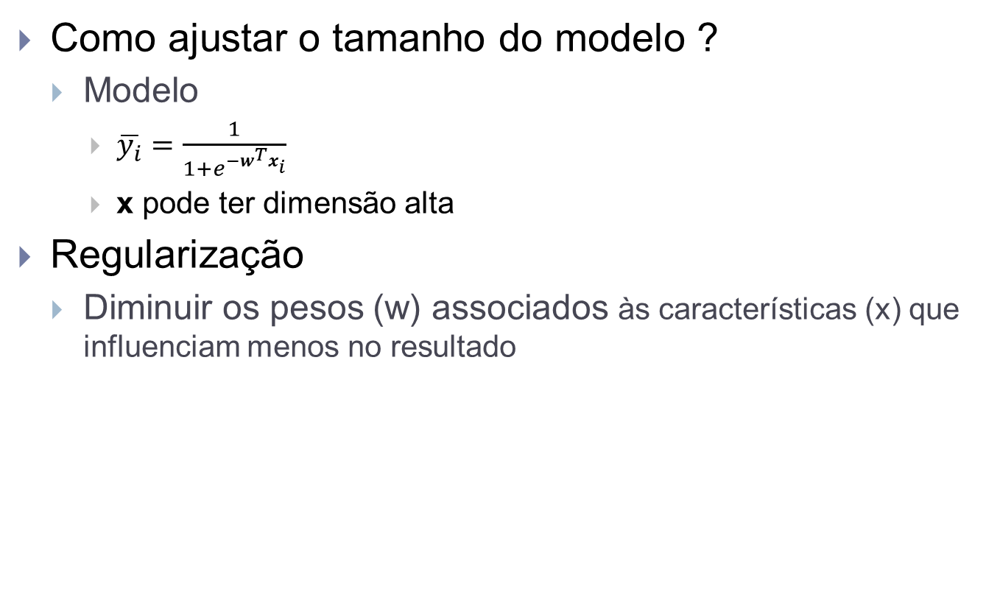 Como ajustar o tamanho do modelo ?
Modelo
$\overline{y_i} = \frac{1}{1+e^{-\boldsymbol{w}^T \boldsymbol{x}_i}}$
x pode ter dimensão alta
Regularização
Diminuir os pesos (w) associados às características (x) que
influenciam menos no resultado